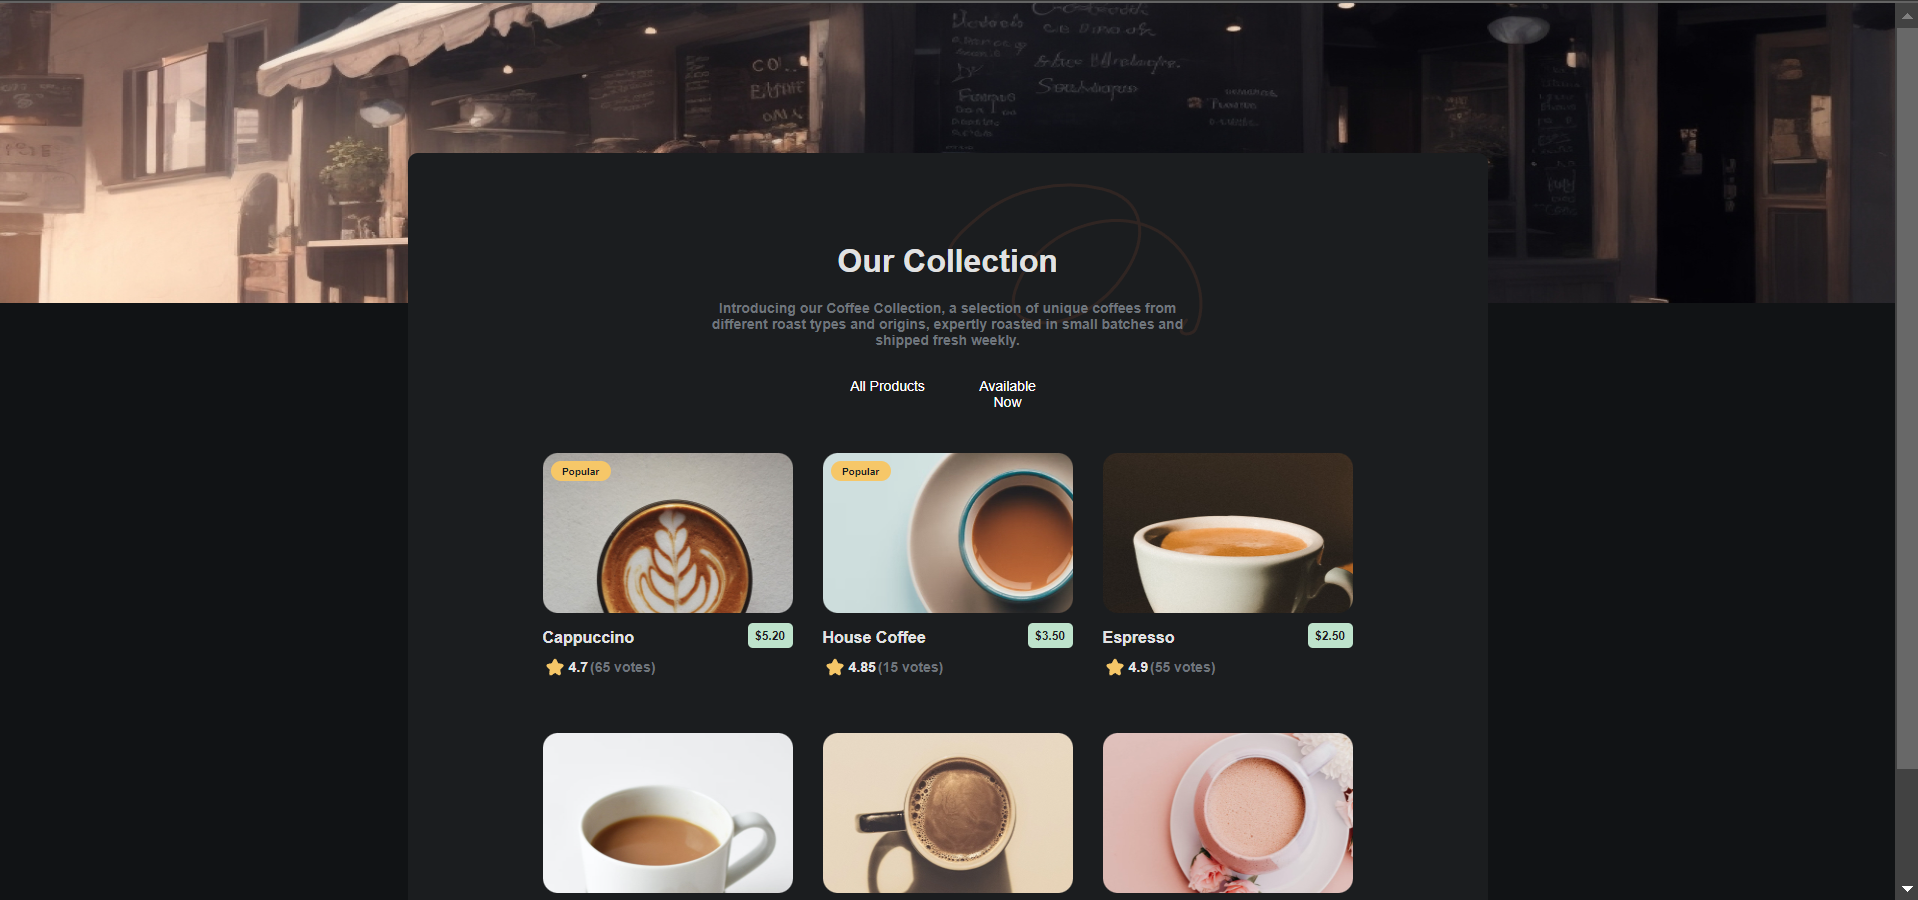 Our Collection
Introducing our Coffee Collection, a selection of unique coffees from
different roast types and origins, expertly roasted in small batches and
shipped fresh weekly.
All Products
Available
Now
Popular
Popular
Cappuccino
$5.20
House Coffee
$3.50
Espresso
$2.50
4.7 (65 votes)
4.85 (15 votes)
4.9 (55 votes)